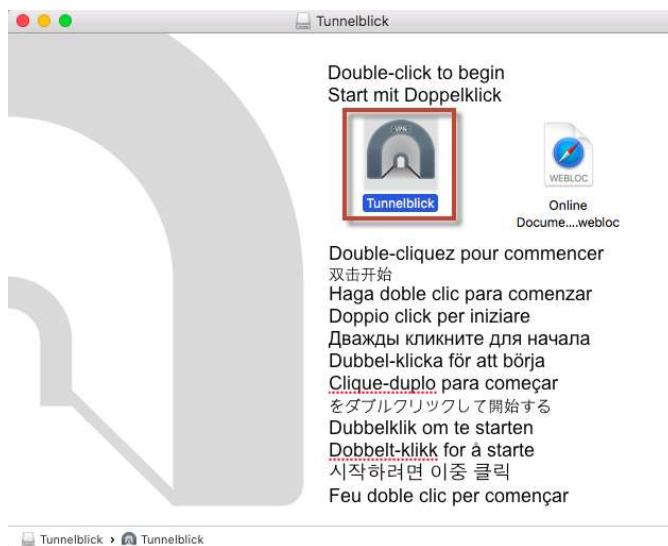 Tunnelblick
Double-click to begin
Start mit Doppelklick
VPN
Tunnelblick
WEBLOC
Online
Docume....webloc
Double-cliquez pour commencer
双击开始
Haga doble clic para comenzar
Doppio click per iniziare
Дважды кликните для начала
Dubbel-klicka för att börja
Clique-duplo para começar
をダブルクリックして開始する
Dubbelklik om te starten
Dobbelt-klikk for å starte
시작하려면 이중 클릭
Feu doble clic per començar
Tunnelblick › Tunnelblick